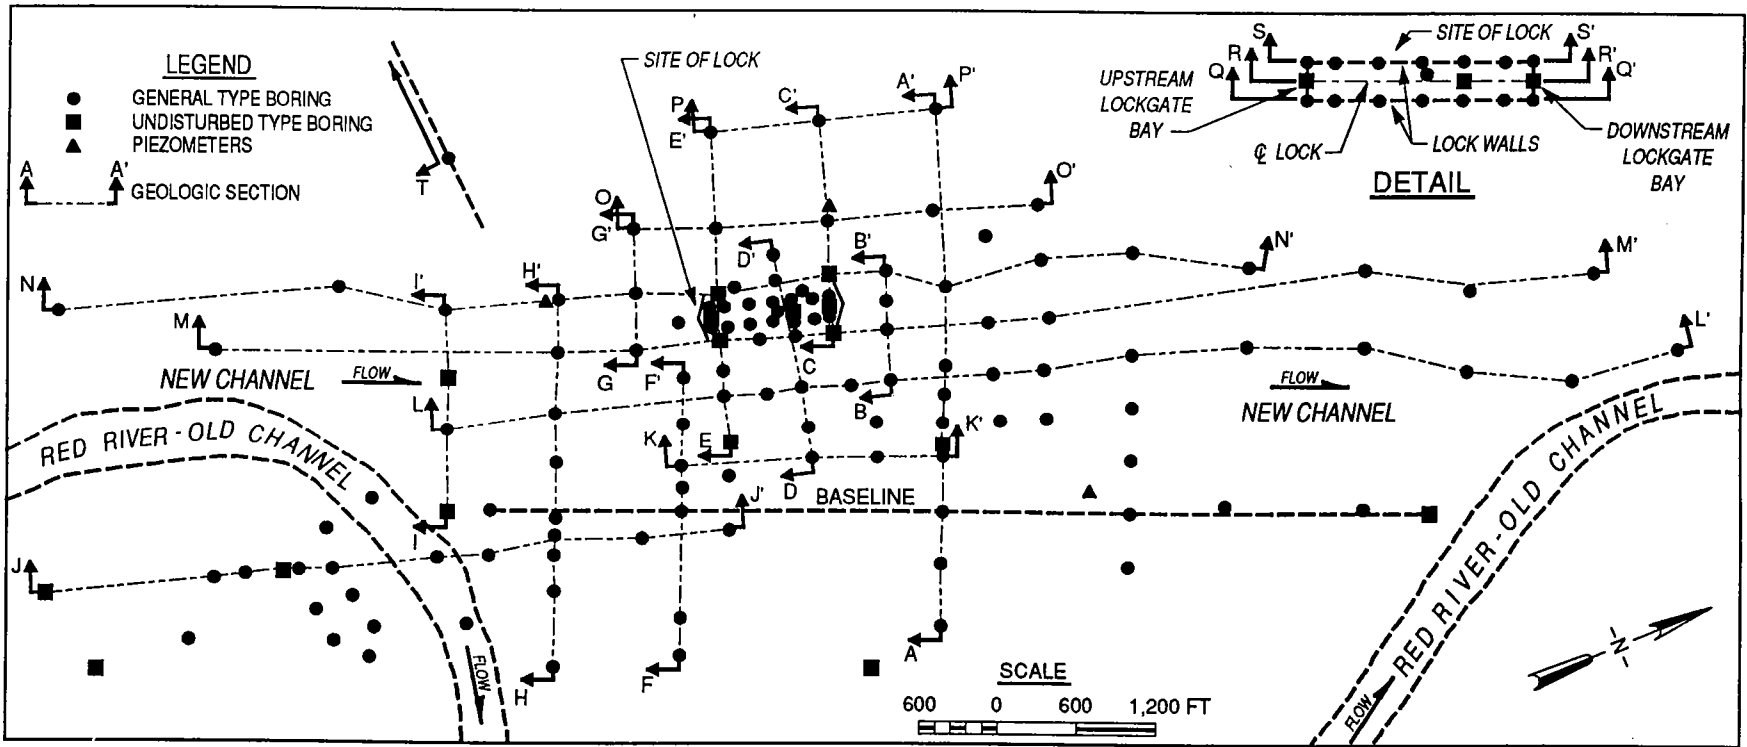 LEGEND
GENERAL TYPE BORING
UNDISTURBED TYPE BORING
PIEZOMETERS
A A'
GEOLOGIC SECTION
T
SITE OF LOCK
P
E'
C'
A'
P'
S SITE OF LOCK S'
R R'
Q Q'
UPSTREAM
LOCKGATE
BAY
℄ LOCK
LOCK WALLS
DOWNSTREAM
LOCKGATE
BAY
DETAIL
O
G'
O'
D'
B'
N
I'
H'
N'
M'
M
L'
G
F'
C
NEW CHANNEL
FLOW
FLOW
NEW CHANNEL
L
B
K
E
K'
RED RIVER-OLD CHANNEL
D
J'
BASELINE
I
J
RED RIVER-OLD CHANNEL
FLOW
H
F
A
FLOW
N
SCALE
600 0 600 1,200 FT